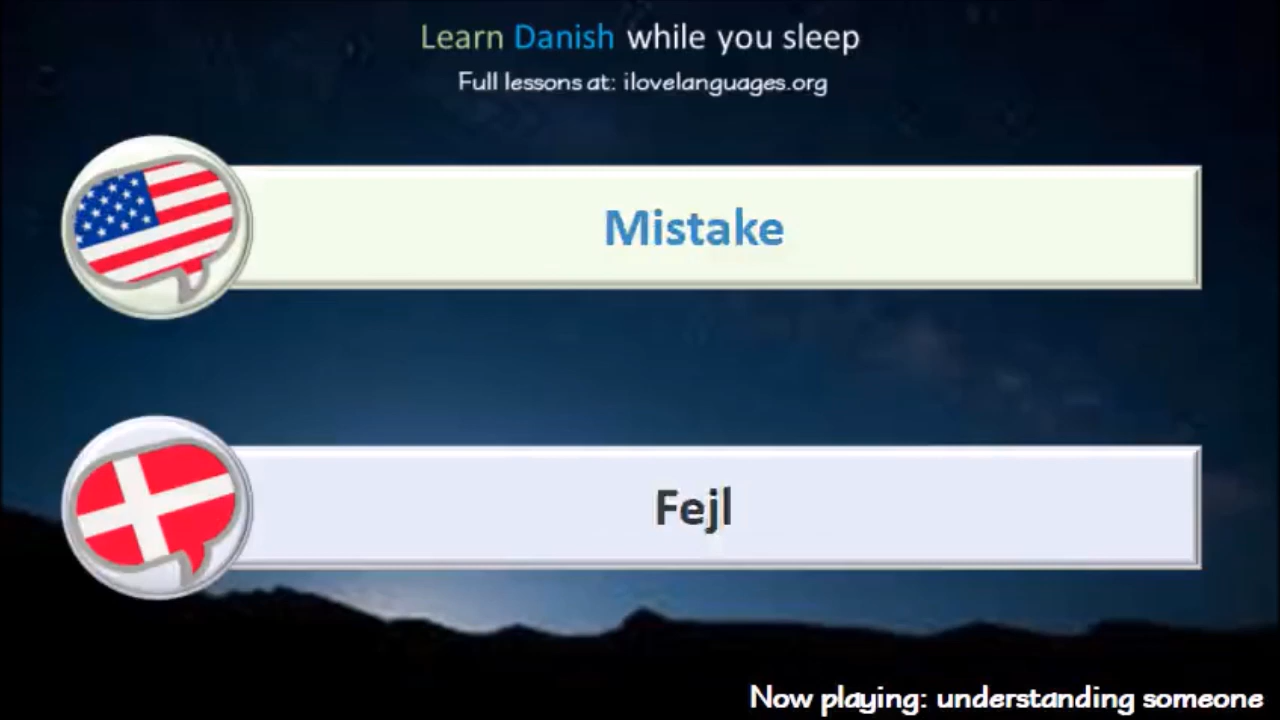 Learn Danish while you sleep
Full lessons at: ilovelanguages.org
Mistake
Fejl
Now playing: understanding someone